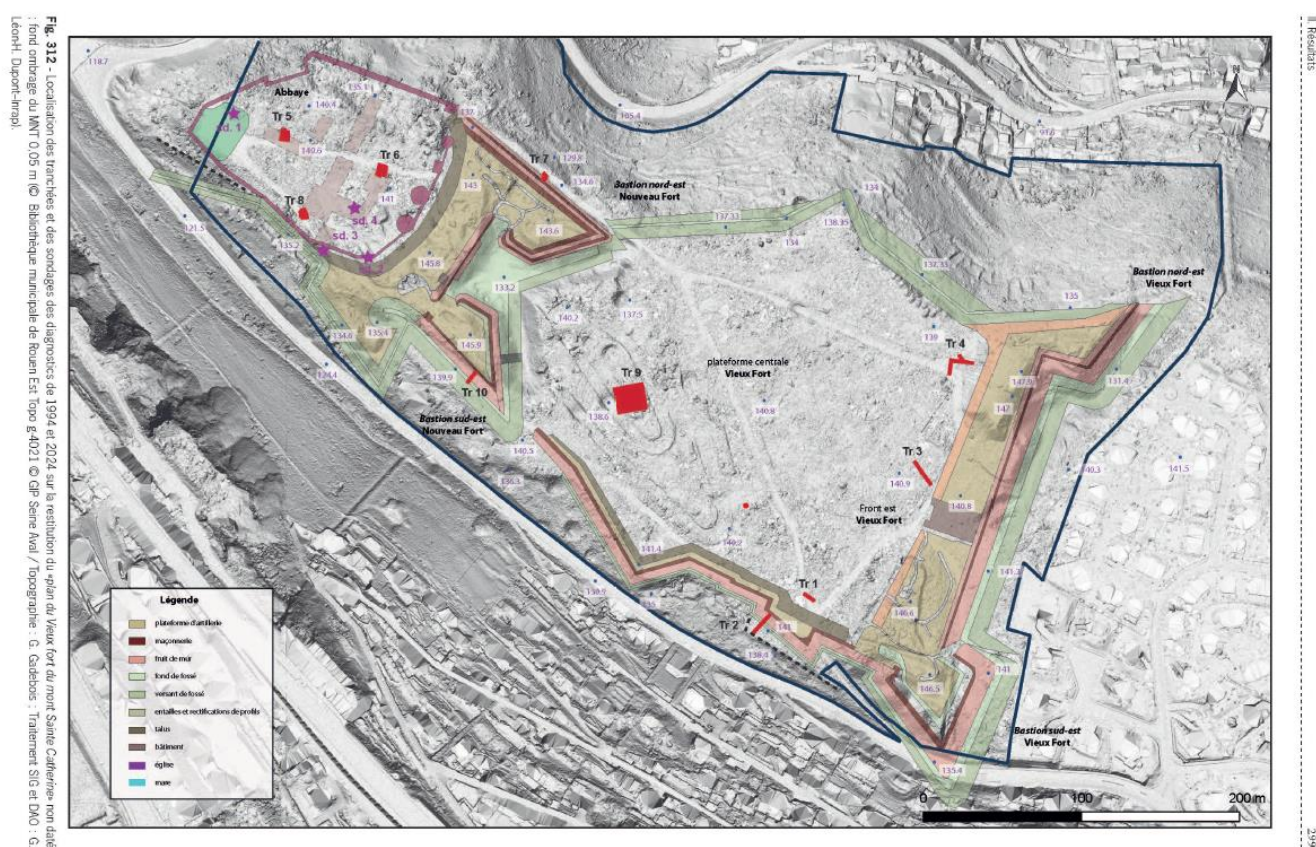 II. Résultats
299
Fig. 312 - Localisation des tranchées et des sondages des diagnostics de 1994 et 2024 sur la restitution du «plan du Vieux fort du mont Sainte Catherine» non daté
; fond ombrage du MNT 0,05 m (© Bibliothèque municipale de Rouen Est Topo g-4021 © GIP Seine Aval / Topographie : G. Gadebois ; Traitement SIG et DAO : G.
Léon-H. Dupont-Inrap).
N
118.7
Abbaye
135.1
140.4
sd. 1
Tr 5
140.6
Tr 6
141
Tr 8
sd. 4
sd. 3
135.2
121.5
137
143
Tr 7
129.8
134.6
165.4
91.6
Bastion nord-est
Nouveau Fort
143.6
145.8
133.2
137.33
134
138.35
134
137.33
Bastion nord-est
Vieux Fort
135
134.6
135.4
124.4
145.9
139.9
Tr 10
Bastion sud-est
Nouveau Fort
140.2
137.5
plateforme centrale
Vieux Fort
139
Tr 4
147.9
147
131.4
Tr 9
138.6
140.8
140.5
136.3
Tr 3
140.9
140.3
141.5
Front est
Vieux Fort
140.8
140.2
141.4
141.3
Tr 1
Tr 2
141
138.4
146.6
146.5
141
135.4
Bastion sud-est
Vieux Fort
Légende
plateforme d'artillerie
maçonnerie
fruit de mur
fond de fossé
versant de fossé
entailles et rectifications de profils
talus
bâtiment
église
mare
0
100
200 m